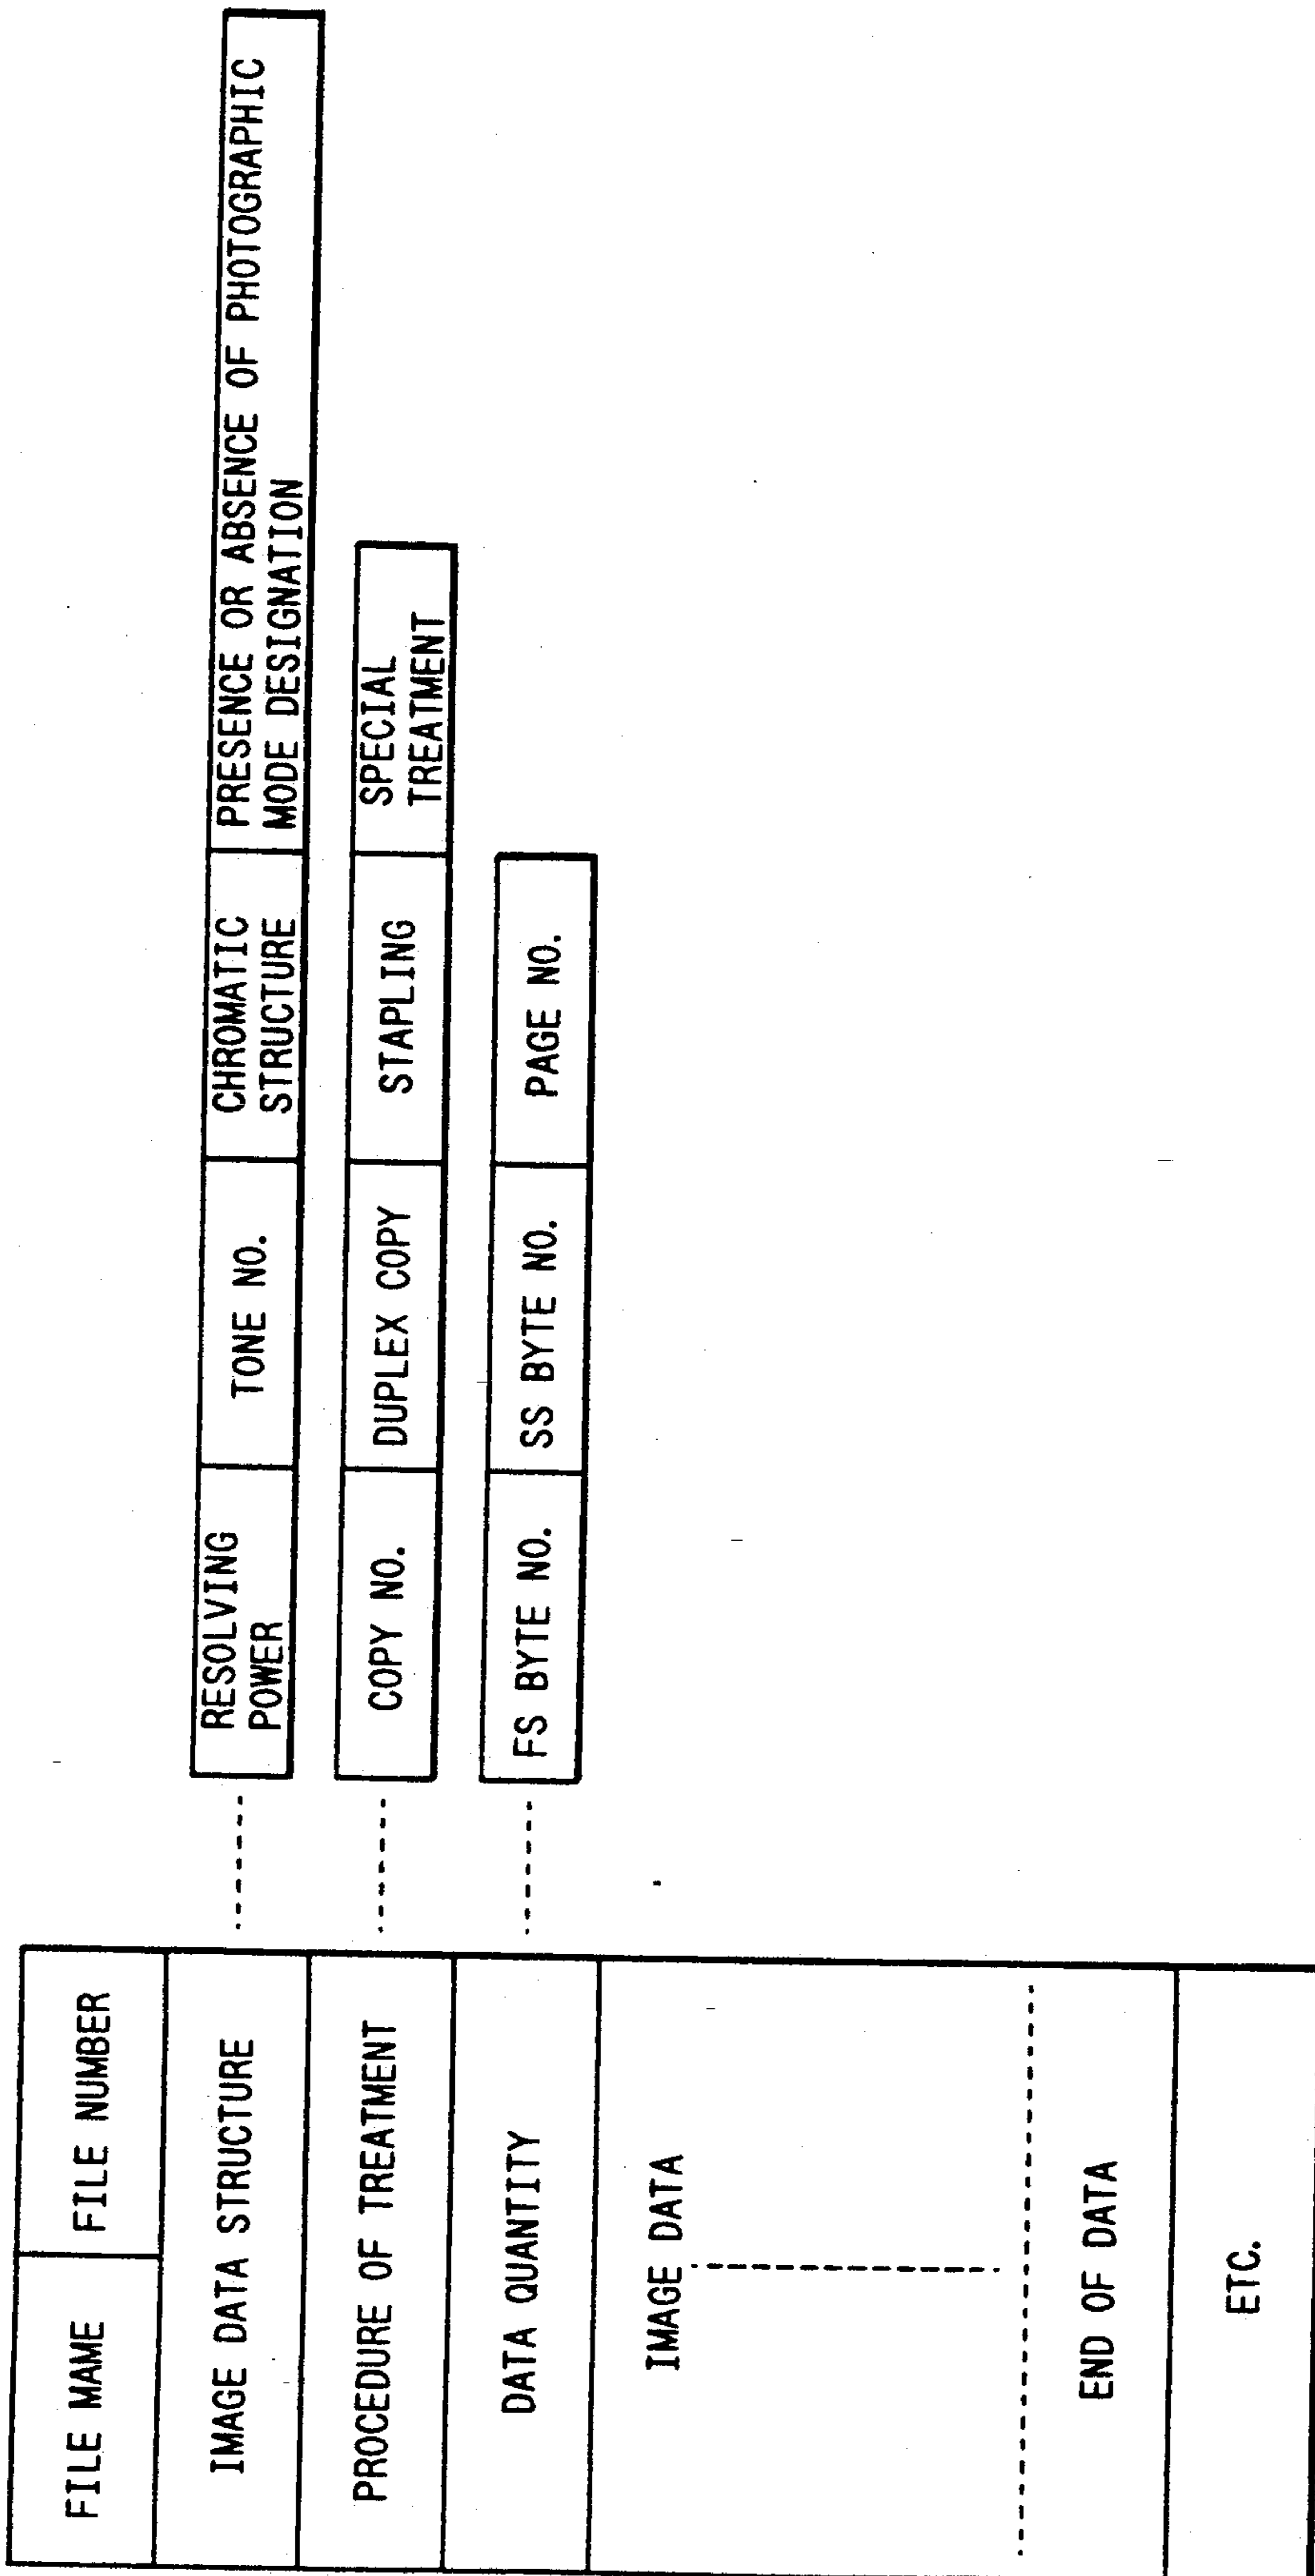 FILE MAME
FILE NUMBER
IMAGE DATA STRUCTURE
RESOLVING
POWER
TONE NO.
CHROMATIC
STRUCTURE
PRESENCE OR ABSENCE OF PHOTOGRAPHIC
MODE DESIGNATION
PROCEDURE OF TREATMENT
COPY NO.
DUPLEX COPY
STAPLING
SPECIAL
TREATMENT
DATA QUANTITY
FS BYTE NO.
SS BYTE NO.
PAGE NO.
IMAGE DATA
END OF DATA
ETC.